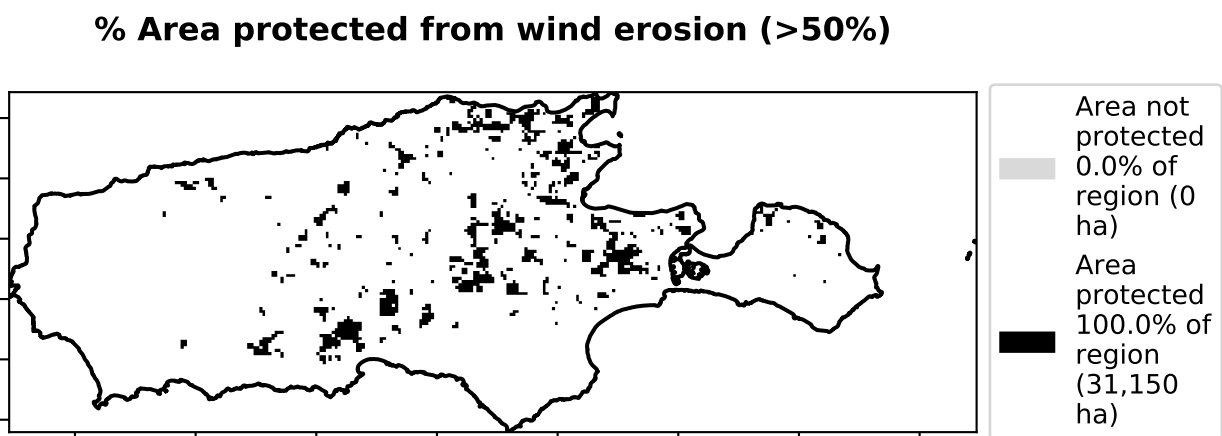 % Area protected from wind erosion (>50%)
Area not
protected
0.0% of
region (0
ha)
Area
protected
100.0% of
region
(31,150
ha)